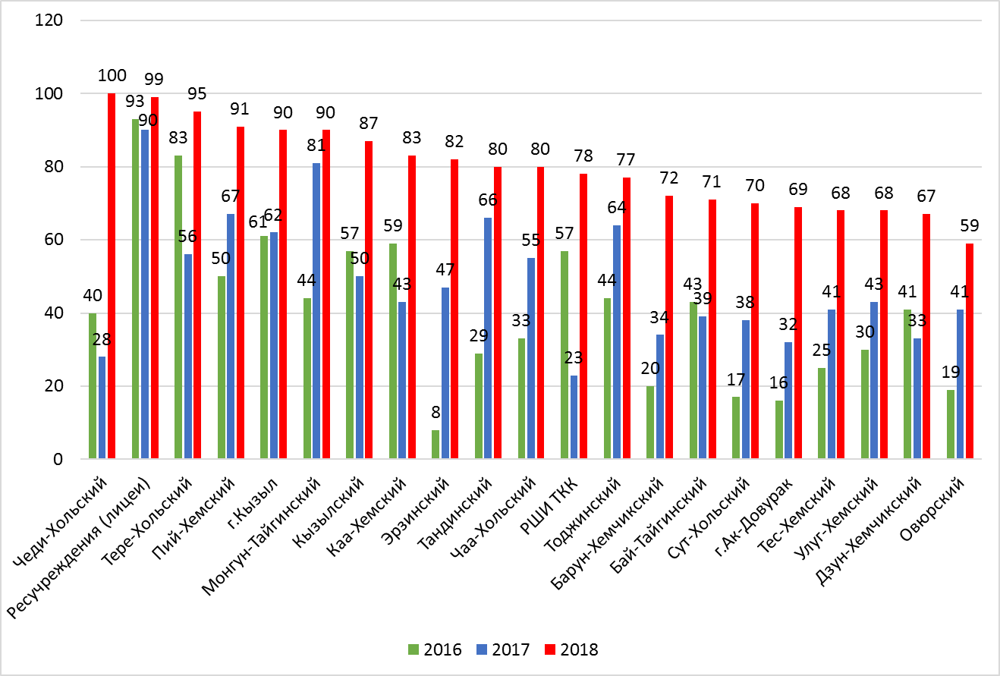 120
100
80
60
40
20
0
40 28 100
93 90 99
83 56 95
50 67 91
61 62 90
44 81 90
57 50 87
59 43 83
8 47 82
29 66 80
33 55 80
57 23 78
44 64 77
20 34 72
43 39 71
17 38 70
16 32 69
25 41 68
30 43 68
41 33 67
19 41 59
Чеди-Хольский
Ресучреждения (лицеи)
Тере-Хольский
Пий-Хемский
г.Кызыл
Монгун-Тайгинский
Кызылский
Каа-Хемский
Эрзинский
Тандинский
Чаа-Хольский
РШИ ТКК
Тоджинский
Барун-Хемчикский
Бай-Тайгинский
Сут-Хольский
г.Ак-Довурак
Тес-Хемский
Улуг-Хемский
Дзун-Хемчикский
Овюрский
2016 2017 2018